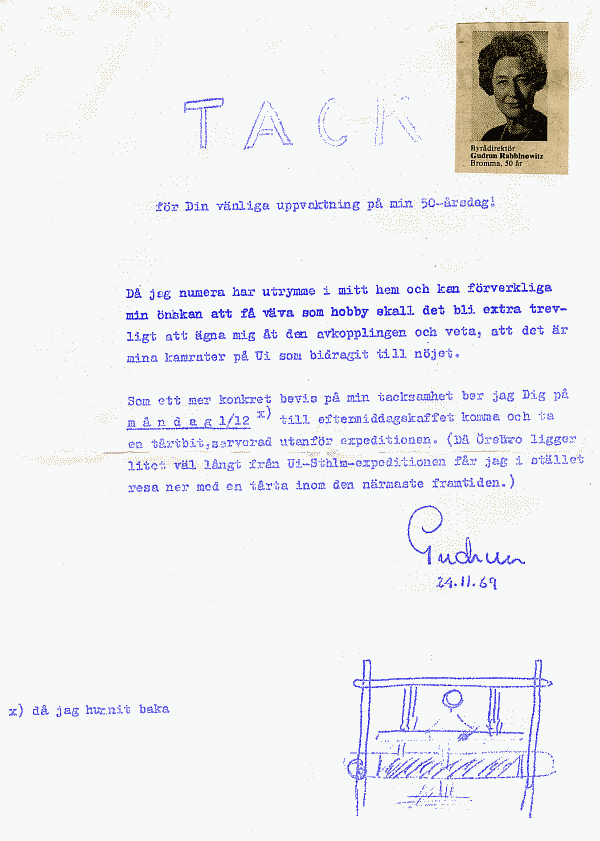 TACK
Byrådirektör
Gudrun Rabbinowitz
Bromma, 50 år
för Din vänliga uppvaktning på min 50-årsdag!
Då jag numera har utrymme i mitt hem och kan förverkliga
min önskan att få väva som hobby skall det bli extra trev-
ligt att ägna mig åt den avkopplingen och veta, att det är
mina kamrater på Ui som bidragit till nöjet.
Som ett mer konkret bevis på min tacksamhet ber jag Dig på
m å n d a g 1/12 x) till eftermiddagskaffet komma och ta
en tårtbit,serverad utanför expeditionen. (Då Örebro ligger
litet väl långt från Ui-Sthlm-expeditionen får jag i stället
resa ner med en tårta inom den närmaste framtiden.)
Gudrun
24.11.69
x) då jag hunnit baka